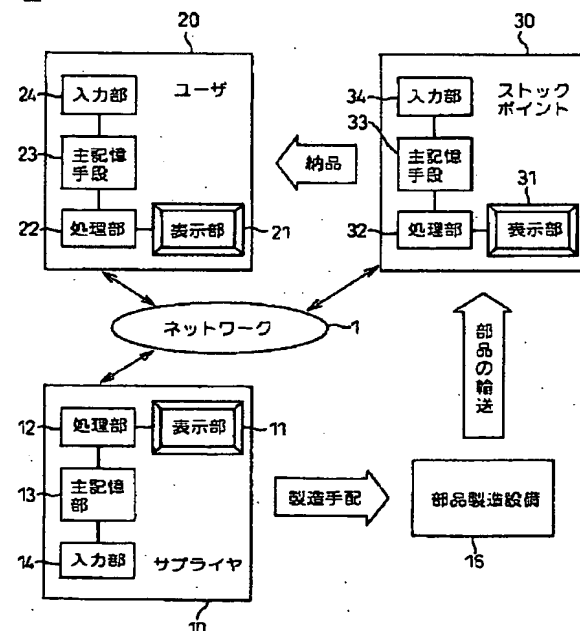 20
ユーザ
24
入力部
23
主記憶
手段
22
処理部
表示部
21
30
ストック
ポイント
34
入力部
33
主記憶
手段
31
32
処理部
表示部
納品
ネットワーク
1
部品の輸送
12
処理部
表示部
11
13
主記憶
部
14
入力部
サプライヤ
10
製造手配
部品製造設備
15